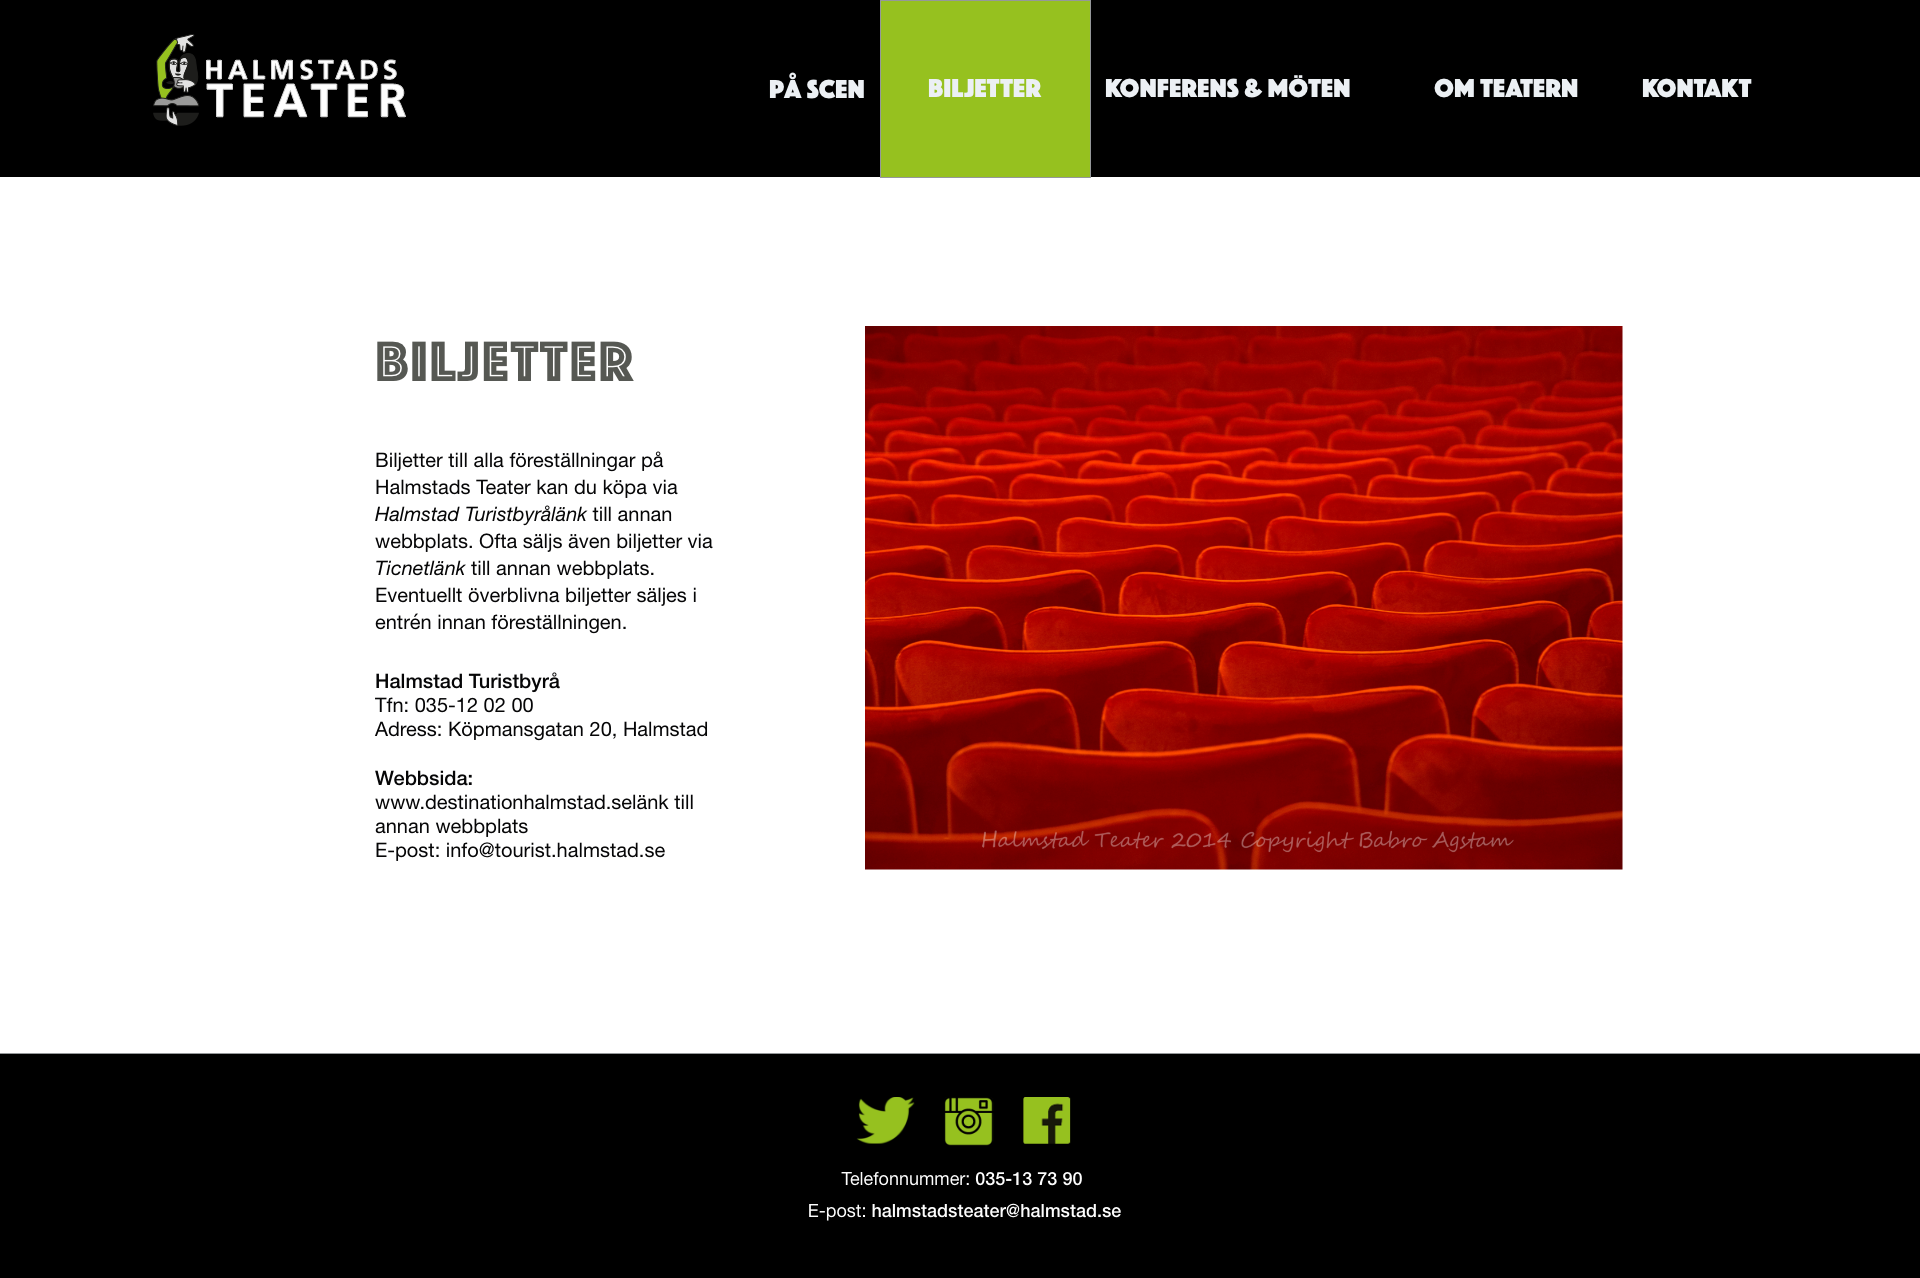 HALMSTADS
TEATER
PÅ SCEN
BILJETTER
KONFERENS & MÖTEN
OM TEATERN
KONTAKT
BILJETTER
Biljetter till alla föreställningar på
Halmstads Teater kan du köpa via
Halmstad Turistbyrålänk till annan
webbplats. Ofta säljs även biljetter via
Ticnetlänk till annan webbplats.
Eventuellt överblivna biljetter säljes i
entrén innan föreställningen.
Halmstad Turistbyrå
Tfn: 035-12 02 00
Adress: Köpmansgatan 20, Halmstad
Webbsida:
www.destinationhalmstad.selänk till
annan webbplats
E-post: info@tourist.halmstad.se
Halmstad Teater 2014 Copyright Babro Agstam
Telefonnummer: 035-13 73 90
E-post: halmstadsteater@halmstad.se